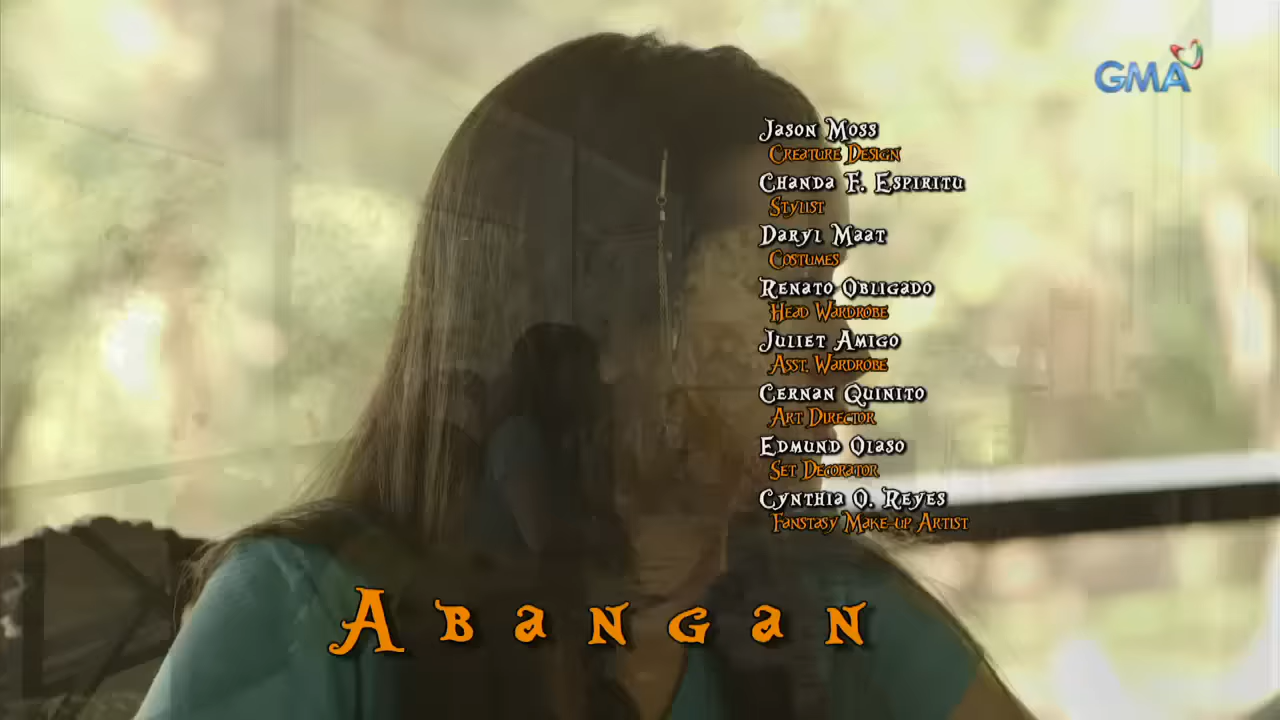 GMA
Jason Moss
Creature Design
Chanda F. Espiritu
Stylist
Daryl Maat
Costumes
Renato Obligado
Head Wardrobe
Juliet Amigo
Asst. Wardrobe
Cernan Quinito
Art Director
Edmund Olaso
Set Decorator
Cynthia O. Reyes
Fanstasy Make-up Artist
Abangan